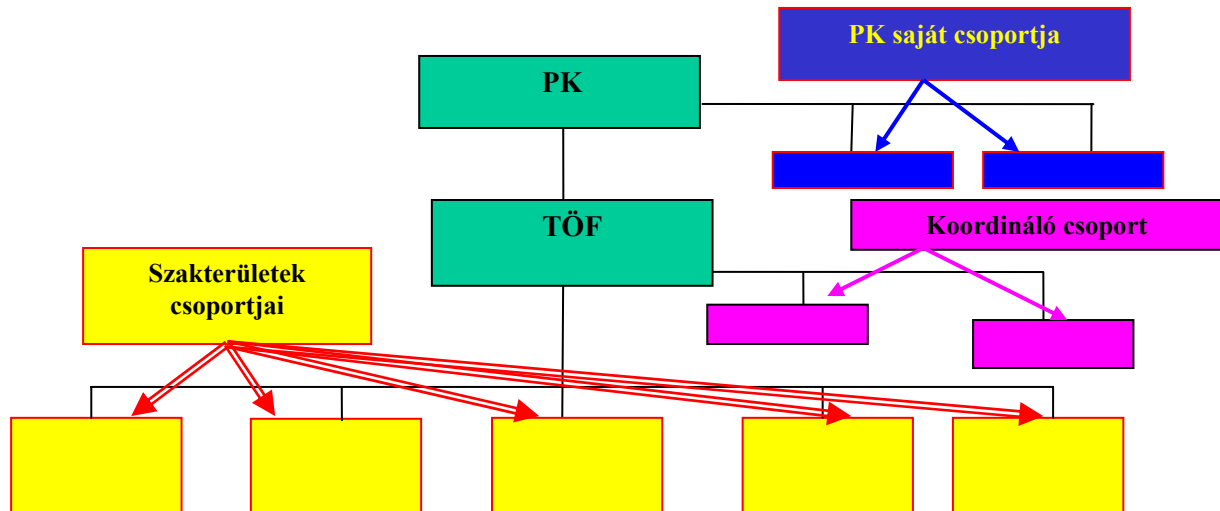 PK saját csoportja
PK
TÖF
Koordináló csoport
Szakterületek
csoportjai